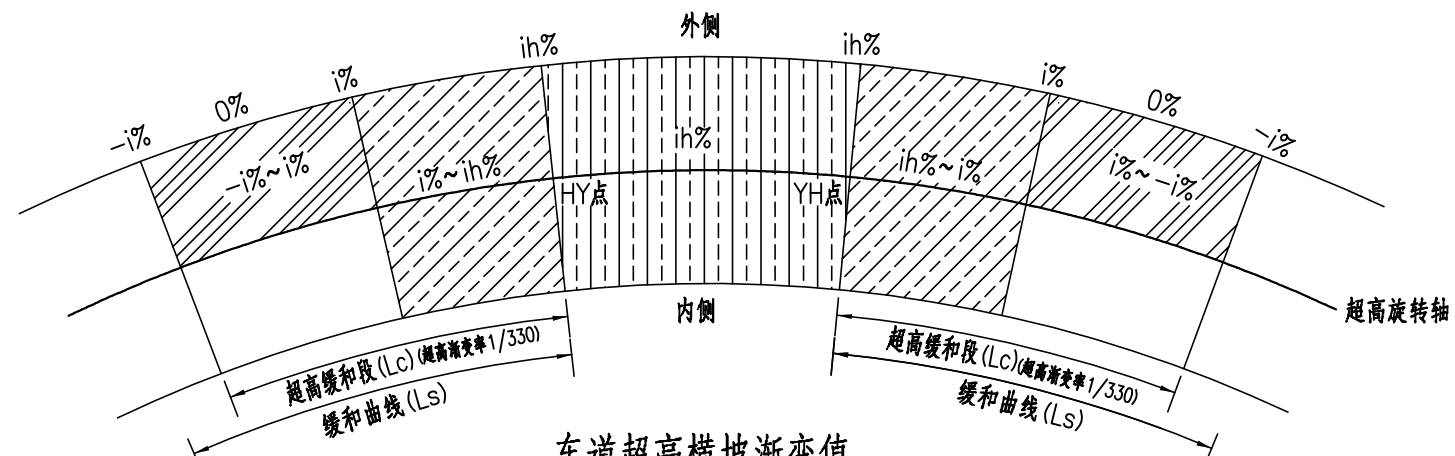 外侧
ih%
ih%
i%
i%
0%
0%
-i%
-i%
ih%
-i%~i%
i%~ih%
ih%~i%
i%~-i%
HY点
YH点
内侧
超高旋转轴
超高缓和段(Lc)(超高渐变率1/330)
超高缓和段(Lc)(超高渐变率1/330)
缓和曲线(Ls)
缓和曲线(Ls)
车道超高横坡渐变值